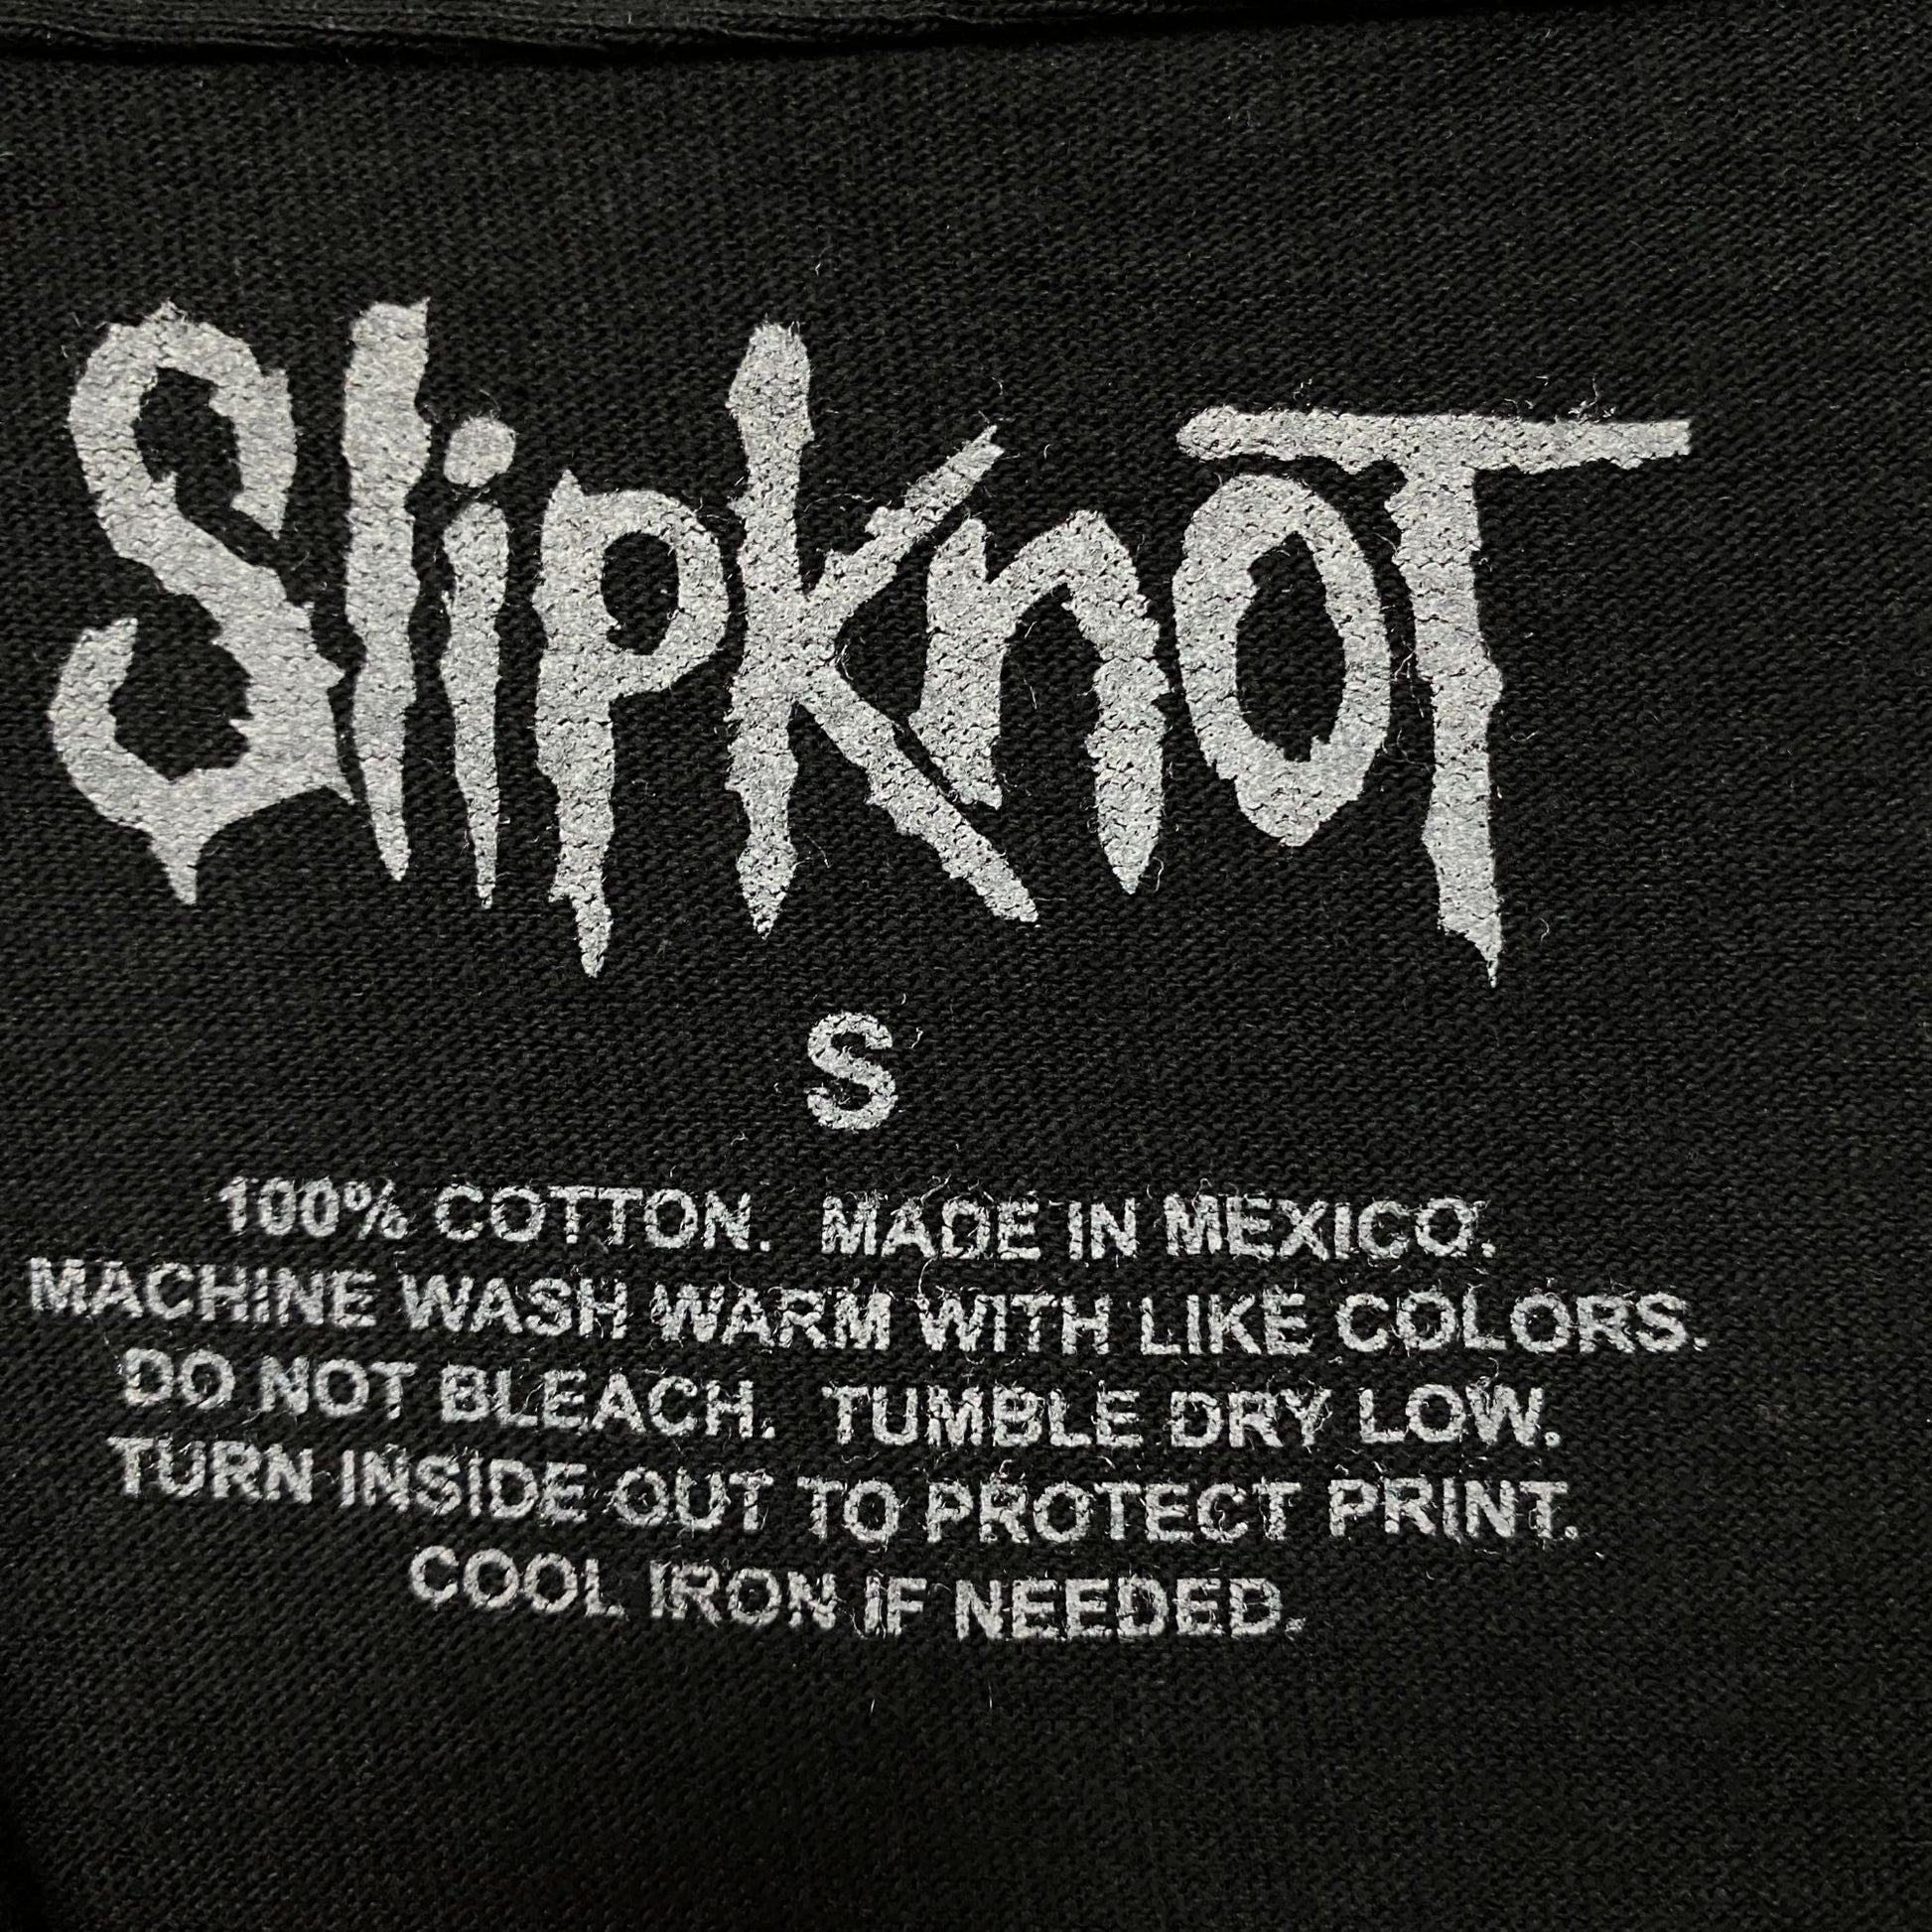 Slipknot
S
100% COTTON. MADE IN MEXICO.
MACHINE WASH WARM WITH LIKE COLORS.
DO NOT BLEACH. TUMBLE DRY LOW.
TURN INSIDE OUT TO PROTECT PRINT.
COOL IRON IF NEEDED.